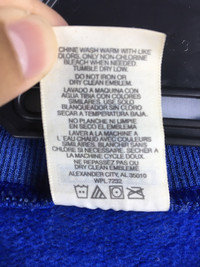 CHINE WASH WARM WITH LIKE
OLORS. ONLY NON-CHLORINE
BLEACH WHEN NEEDED.
TUMBLE DRY LOW.
DO NOT IRON OR
DRY CLEAN EMBLEM.
LAVADO A MAQUINA CON
AGUA TIBIA CON COLORES
SIMILARES, USE SOLO
BLANQUEADOR SIN CLORO
SECAR A TEMPERATURA BAJA.
NO PLANCHE NI LIMPIE
EN SECO EL EMBLEMA
LAVER A LA MACHINE A
L'EAU CHAUD AVEC COULEURS
SIMILAIRES, BLANCHIR SANS
CHLORE SI NECESSAIRE. SECHER A
LA MACHINE CYCLE DOUX.
NE REPASSEZ PAS OU
DRY CLEAN EMBLEME
ALEXANDER CITY, AL 35010
WPL 7232